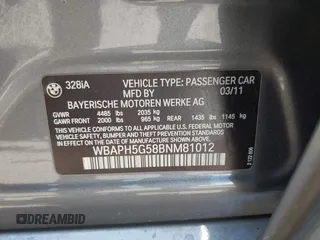 328iA VEHICLE TYPE: PASSENGER CAR
MFD BY 03/11
BAYERISCHE MOTOREN WERKE AG
GVWR 4485 lbs 2035 kg
GAWR FRONT 2000 lbs 965 kg REAR 1435 lbs 1145 kg
THIS VEHICLE CONFORMS TO ALL APPLICABLE
FEDERAL MOTOR VEHICLE SAFETY, BUMPER, AND
THEFT PREVENTION STANDARDS IN EFFECT ON
THE DATE OF MANUFACTURE SHOWN ABOVE.
WBAPH5G58BNM81012
DREAMBID